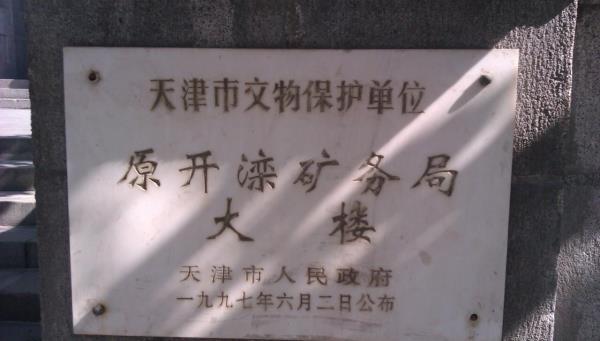 天津市文物保护单位
原开滦矿务局
大楼
天津市人民政府
一九九七年六月二日公布